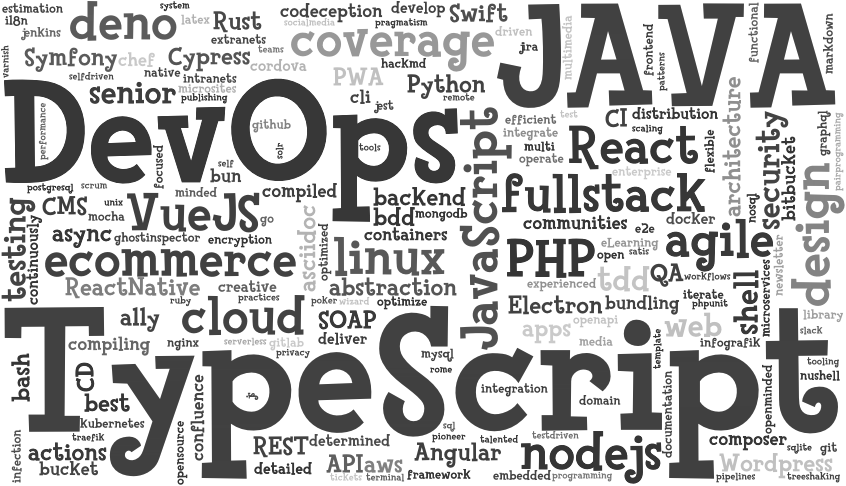 estimation
system
i18n
jenkins
deno
latex
Rust
extranets
socialmedia
codeception
develop
pragmatism
Swift
driven
JAVA
multimedia
frontend
patterns
functional
markdown
varnish
Symfony
chef
Cypress
teams
coverage
hackmd
jra
selfdriven
native
intranets
cordova
PWA
Python
remote
senior
microsites
publishing
cli
jest
DevOps
performance
github
solr
tools
efficient
test
integrate
multi
operate
CI
distribution
scaling
React
flexible
architecture
security
bitbucket
graphql
pairprogramming
enterprise
focused
self
bun
postgresql
scrum
minded
compiled
backend
fullstack
nosql
testing
continuously
CMS
unix
mocha
VueJS
go
bdd
mongodb
JavaScript
communities
e2e
docker
design
async
ghostinspector
encryption
asciidoc
optimized
containers
PHP
eLearning
open
satis
agile
newsletter
ecommerce
linux
tdd
QA
workflows
microservices
ReactNative
creative
abstraction
experienced
shell
ruby
practices
poker
wizard
optimize
Electron
bundling
iterate
phpunit
library
ally
cloud
SOAP
apps
openapi
web
slack
compiling
nginx
serverless
gitlab
deliver
privacy
media
infografik
TypeScript
mysql
rome
template
tooling
nushell
bash
CD
best
integration
domain
documentation
openminded
kubernetes
traefik
confluence
opensource
infection
actions
bucket
REST
determined
sql
pioneer
talented
testdriven
nodejs
composer
sqlite
git
detailed
API
aws
Angular
tickets
terminal
framework
embedded
programming
Wordpress
pipelines
treeshaking